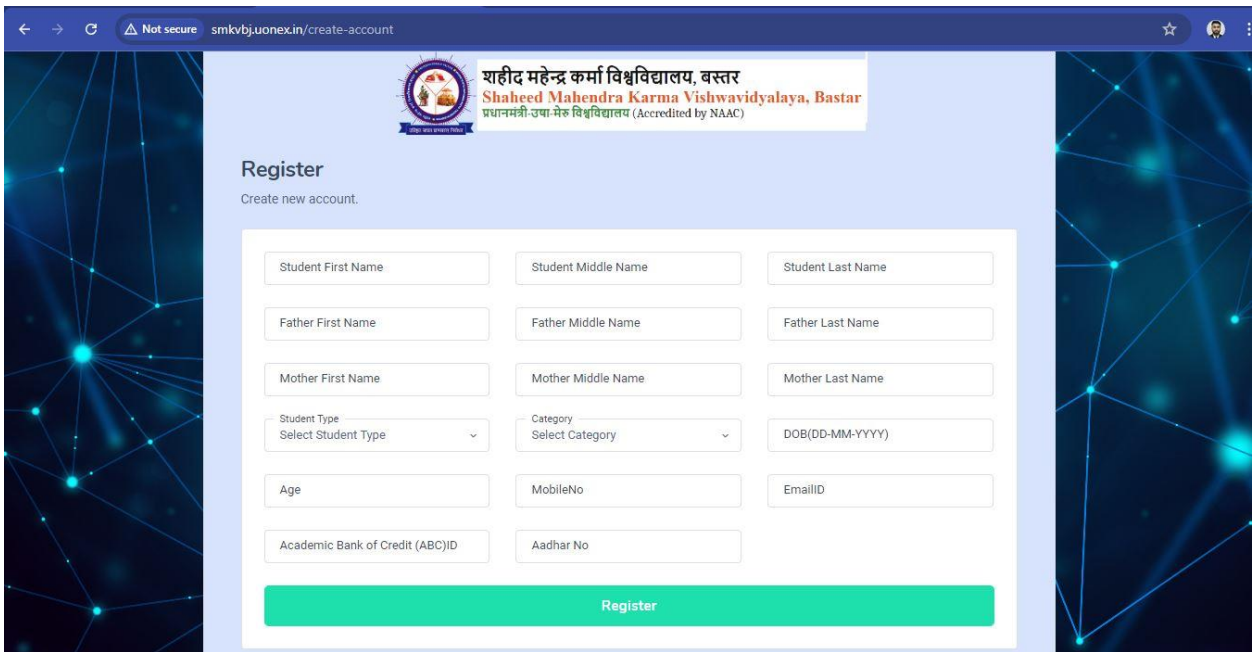 Not secure smkvbj.uonex.in/create-account
शहीद महेन्द्र कर्मा विश्वविद्यालय, बस्तर
Shaheed Mahendra Karma Vishwavidyalaya, Bastar
प्रधानमंत्री-उषा-मेरु विश्वविद्यालय (Accredited by NAAC)
Register
Create new account.
Student First Name Student Middle Name Student Last Name
Father First Name Father Middle Name Father Last Name
Mother First Name Mother Middle Name Mother Last Name
Student Type Category
Select Student Type Select Category DOB(DD-MM-YYYY)
Age MobileNo EmailID
Academic Bank of Credit (ABC)ID Aadhar No
Register